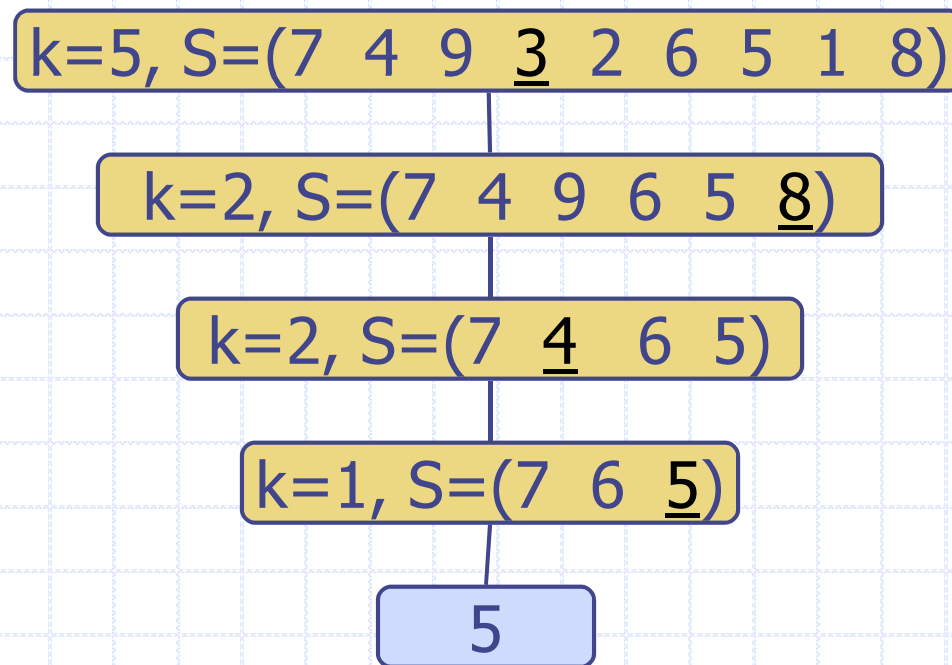 k=5, S=(7 4 9 3 2 6 5 1 8)
k=2, S=(7 4 9 6 5 8)
k=2, S=(7 4 6 5)
k=1, S=(7 6 5)
5